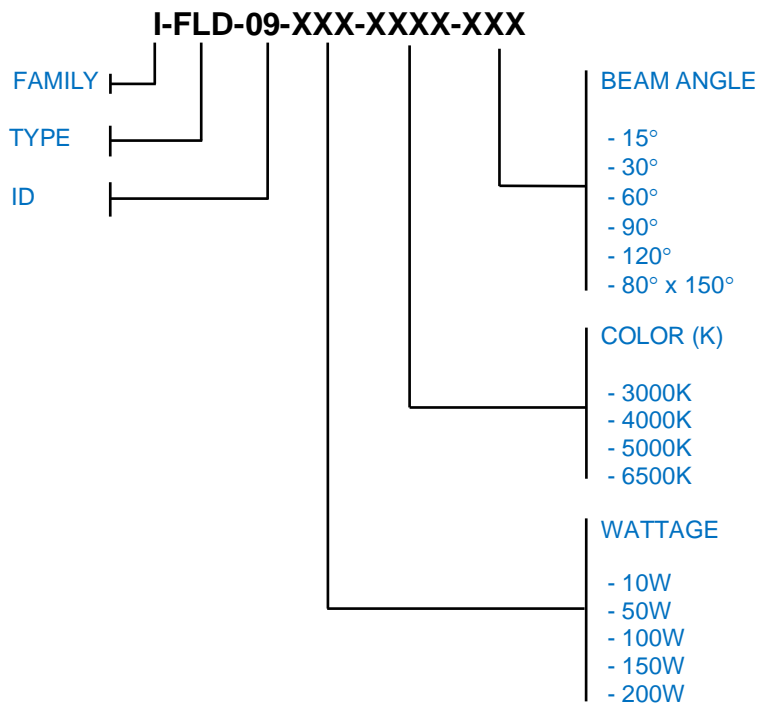 I-FLD-09-XXX-XXXX-XXX
FAMILY
TYPE
ID
BEAM ANGLE
- 15°
- 30°
- 60°
- 90°
- 120°
- 80° x 150°
COLOR (K)
- 3000K
- 4000K
- 5000K
- 6500K
WATTAGE
- 10W
- 50W
- 100W
- 150W
- 200W